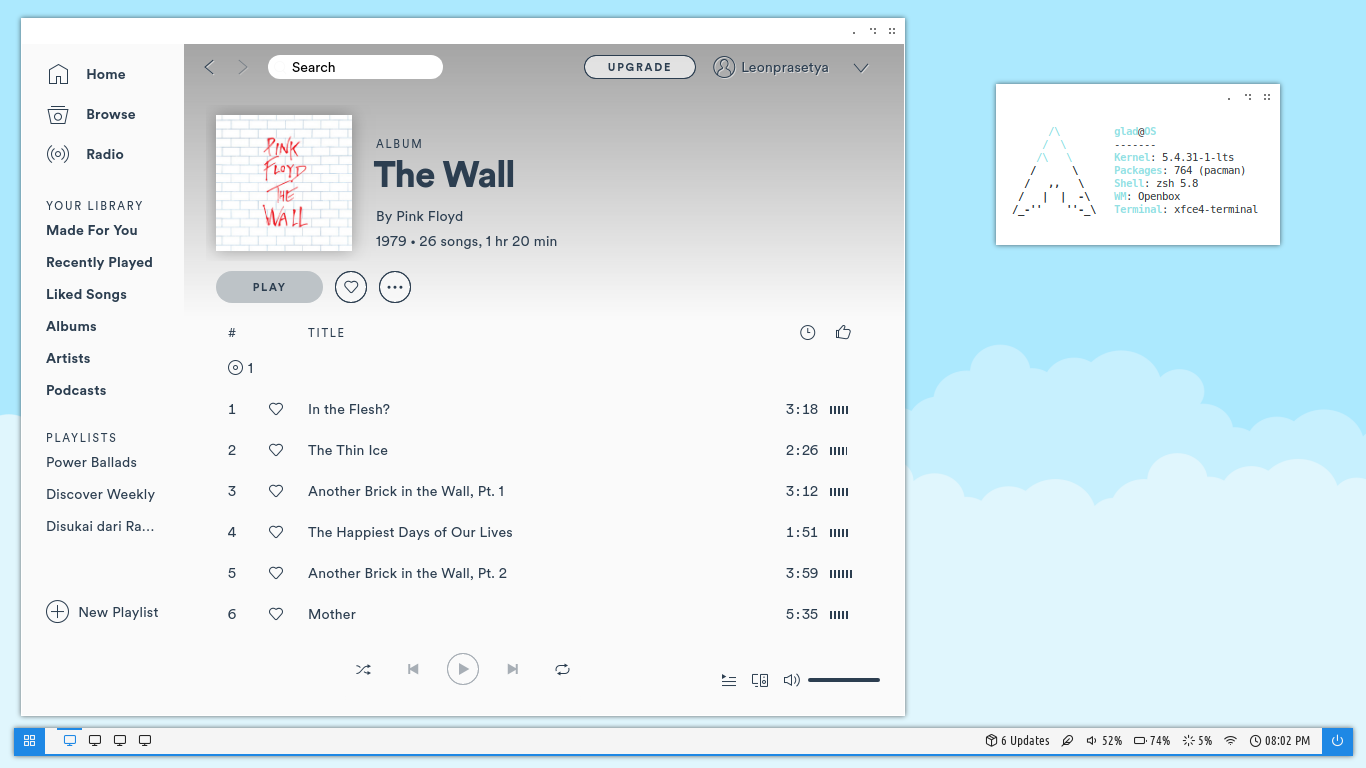 Home
Browse
Radio
YOUR LIBRARY
Made For You
Recently Played
Liked Songs
Albums
Artists
Podcasts
PLAYLISTS
Power Ballads
Discover Weekly
Disukai dari Ra...
New Playlist
Search
UPGRADE
Leonprasetya
PINK
FLOYD
THE
WALL
ALBUM
The Wall
By Pink Floyd
1979 • 26 songs, 1 hr 20 min
PLAY
# TITLE
1
1 In the Flesh? 3:18
2 The Thin Ice 2:26
3 Another Brick in the Wall, Pt. 1 3:12
4 The Happiest Days of Our Lives 1:51
5 Another Brick in the Wall, Pt. 2 3:59
6 Mother 5:35
glad@OS
-------
Kernel: 5.4.31-1-lts
Packages: 764 (pacman)
Shell: zsh 5.8
WM: Openbox
Terminal: xfce4-terminal
6 Updates 52% 74% 5% 08:02 PM